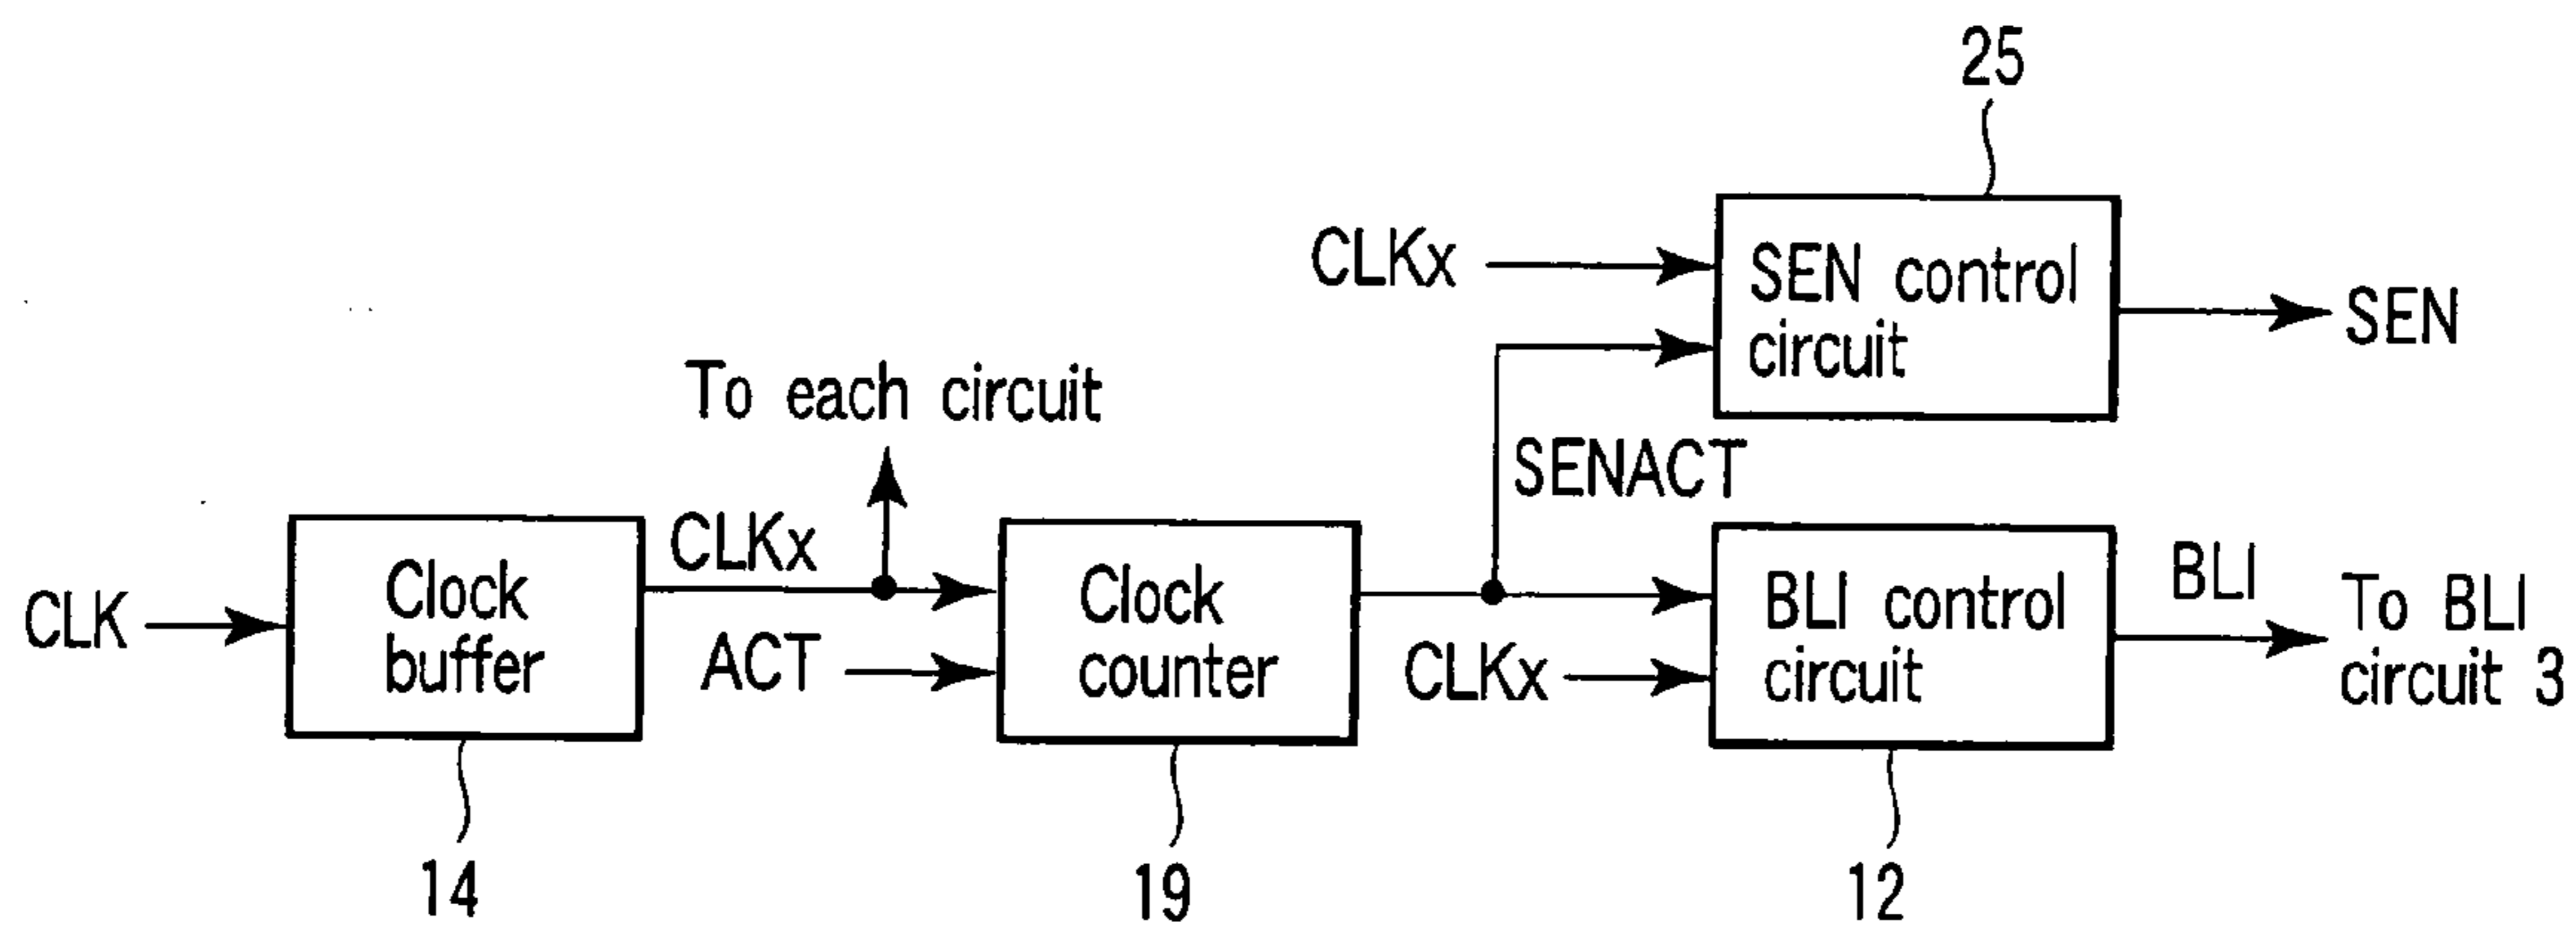 25
CLKx
SEN control
circuit
SEN
To each circuit
SENACT
CLK
Clock
buffer
CLKx
ACT
Clock
counter
CLKx
BLI control
circuit
BLI
To BLI
circuit 3
14
19
12